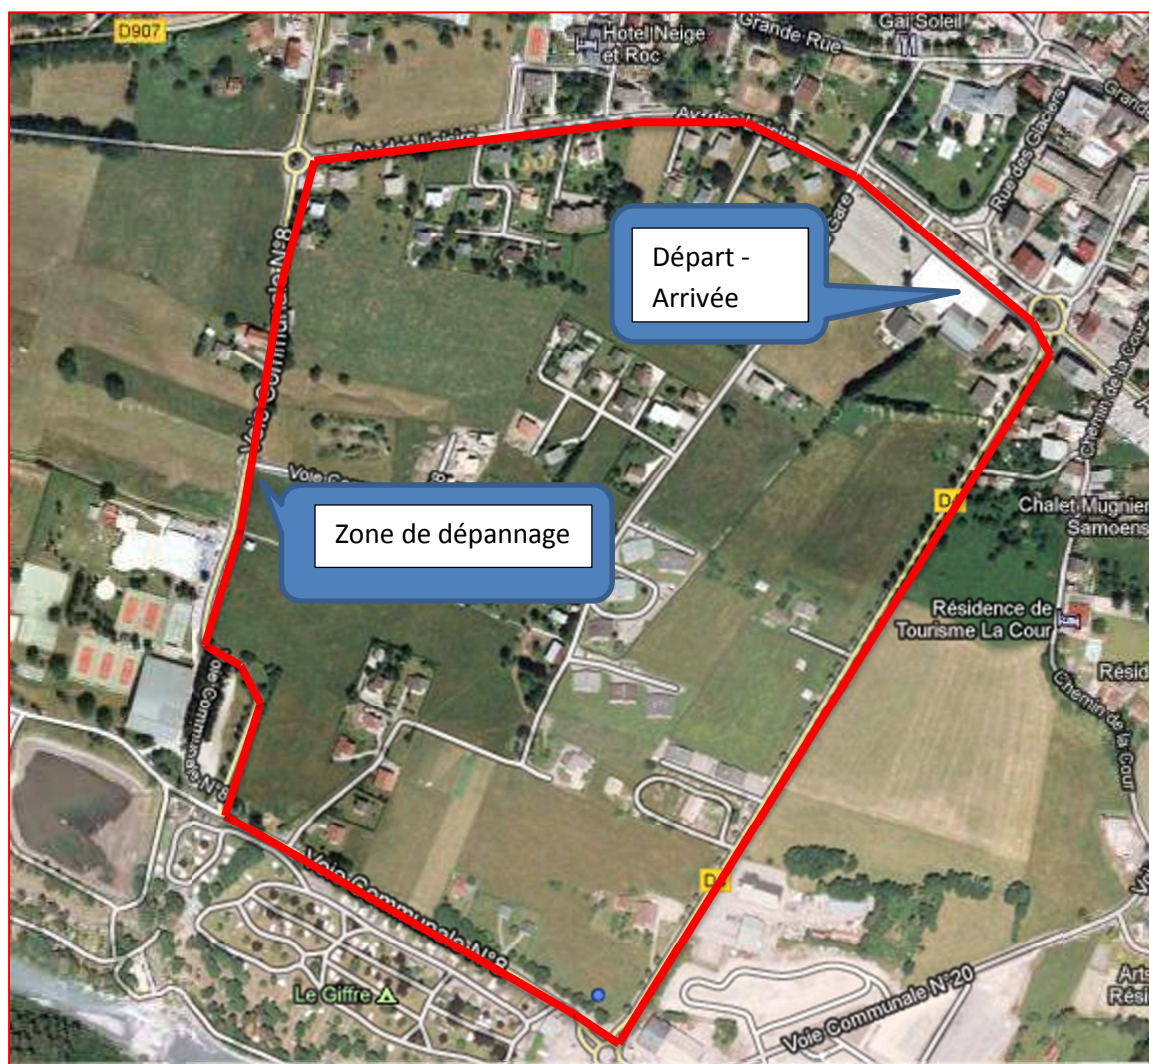 D907
Hotel Neige
et Roc
Grande Rue
Gai Soleil
Grande
Rue des Glaciers
Gare
Départ -
Arrivée
Chemin de la Cour
Voie Communale N°8
Zone de dépannage
Chalet Mugnier
Samoens
Résidence de
Tourisme La Cour
Résid
Chemin de la Cour
Voie Communale N°8
Le Giffre
Voie Communale N°20
Arts
Rési